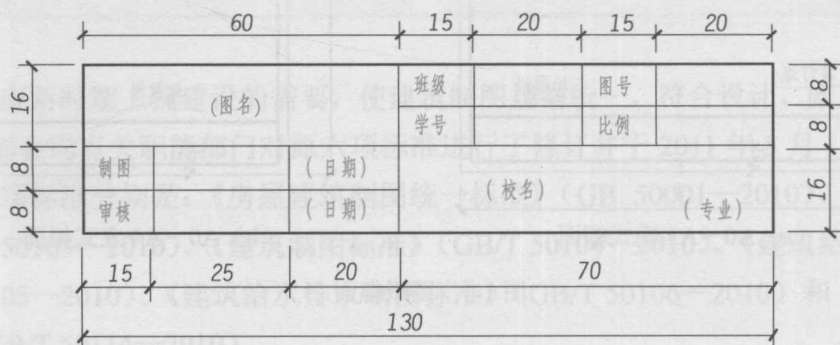 60 15 20 15 20
16 8 8 8 8 16
(图名) 班级 图号
学号 比例
制图 (日期) (校名)
审核 (日期) (专业)
15 25 20 70
130